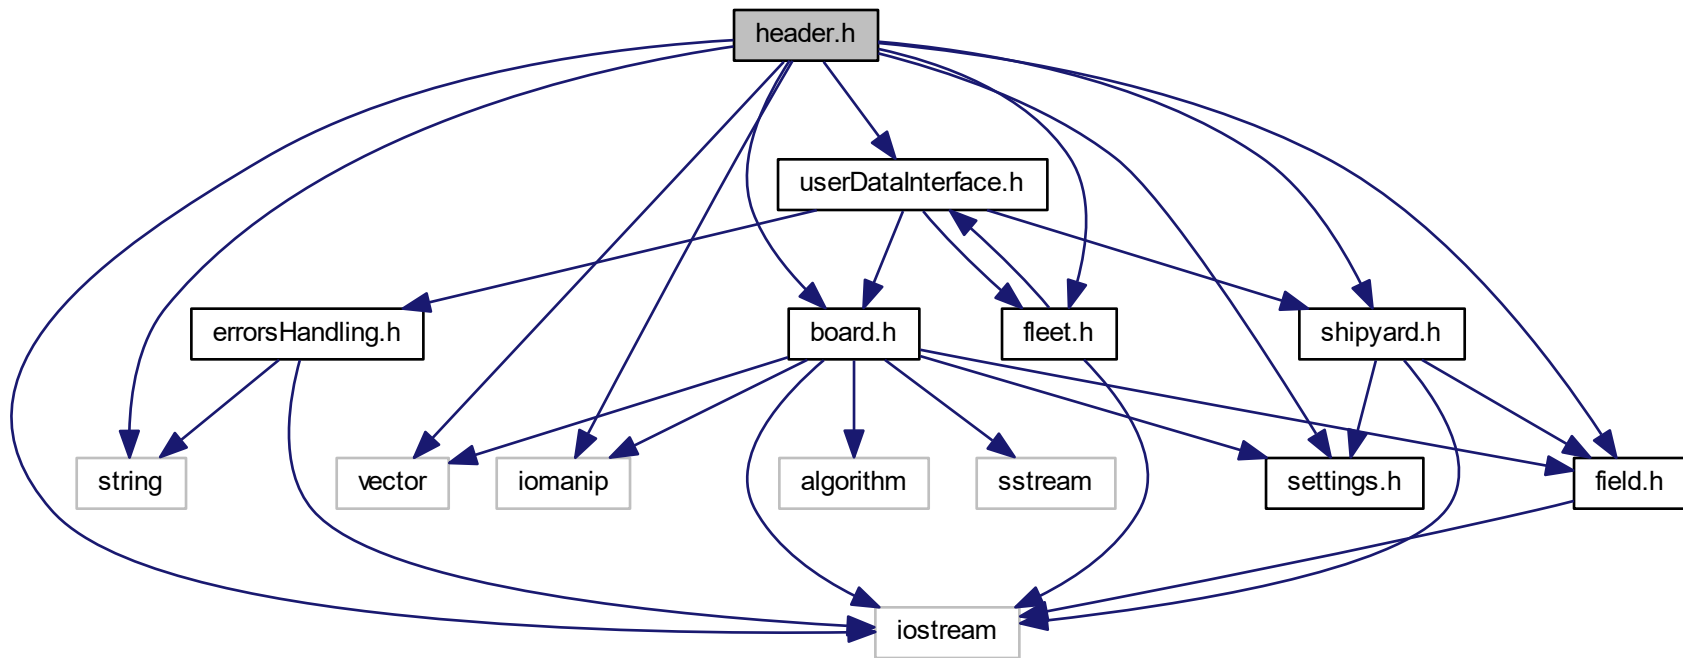 header.h
userDataInterface.h
errorsHandling.h
board.h
fleet.h
shipyard.h
string
vector
iomanip
algorithm
sstream
settings.h
field.h
iostream